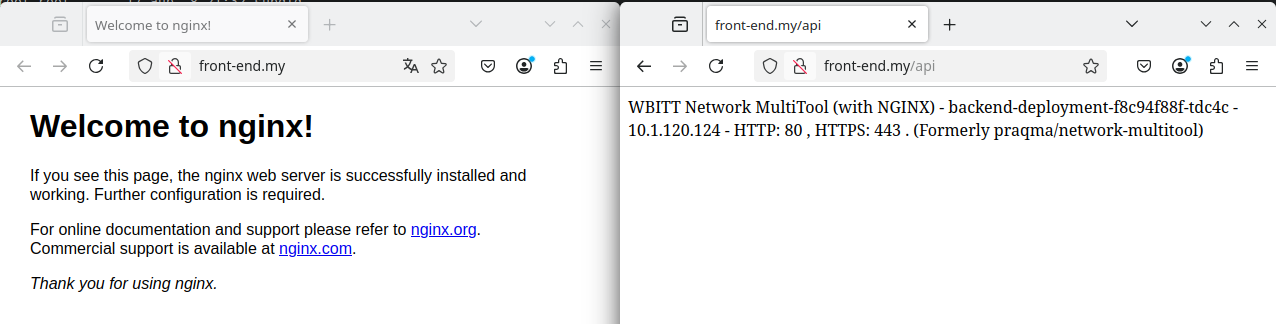 Welcome to nginx!
front-end.my
Welcome to nginx!
If you see this page, the nginx web server is successfully installed and
working. Further configuration is required.
For online documentation and support please refer to nginx.org.
Commercial support is available at nginx.com.
Thank you for using nginx.
front-end.my/api
front-end.my/api
WBITT Network MultiTool (with NGINX) - backend-deployment-f8c94f88f-tdc4c -
10.1.120.124 - HTTP: 80 , HTTPS: 443 . (Formerly praqma/network-multitool)